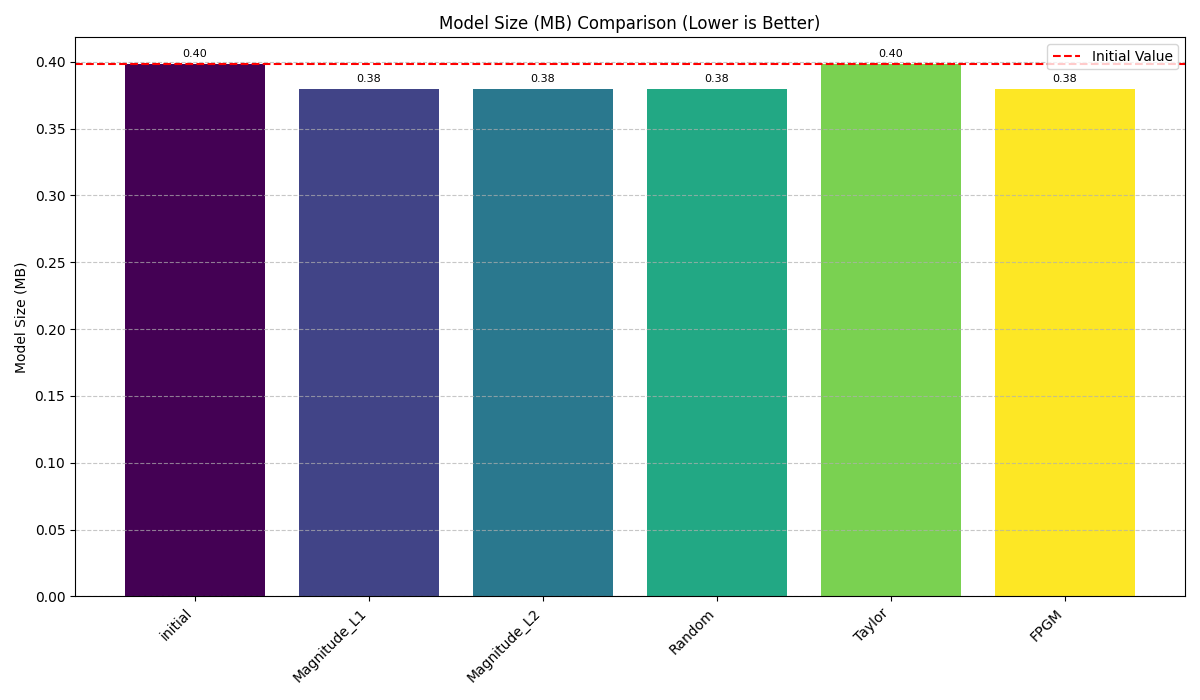 Model Size (MB) Comparison (Lower is Better)
Model Size (MB)
0.40
0.35
0.30
0.25
0.20
0.15
0.10
0.05
0.00
0.40
0.38
0.38
0.38
0.40
0.38
Initial Value
initial
Magnitude_L1
Magnitude_L2
Random
Taylor
FPGM